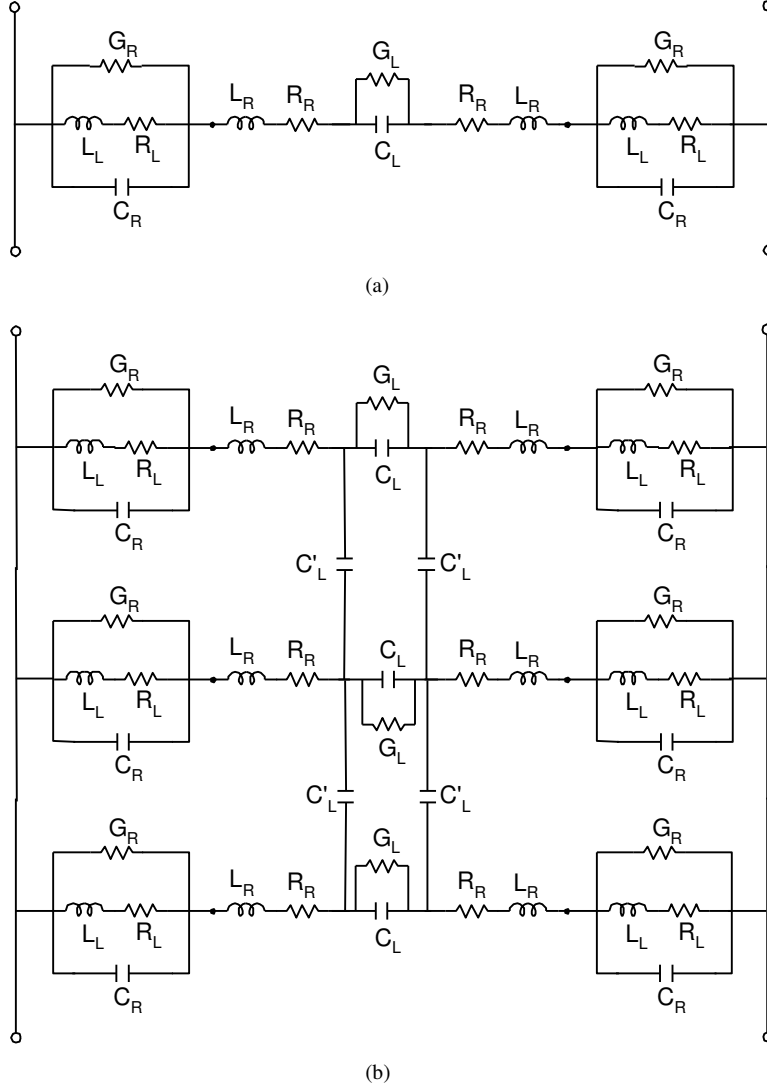 G_R G_L G_R
L_R R_R R_R L_R
L_L R_L C_L L_L R_L
C_R C_R
(a)
G_R G_L G_R
L_R R_R R_R L_R
L_L R_L C_L L_L R_L
C_R C_R
C'_L C'_L
G_R G_R
L_R R_R C_L R_R L_R
L_L R_L L_L R_L
G_L
C_R C_R
C'_L C'_L
G_R G_L G_R
L_R R_R R_R L_R
L_L R_L C_L L_L R_L
C_R C_R
(b)